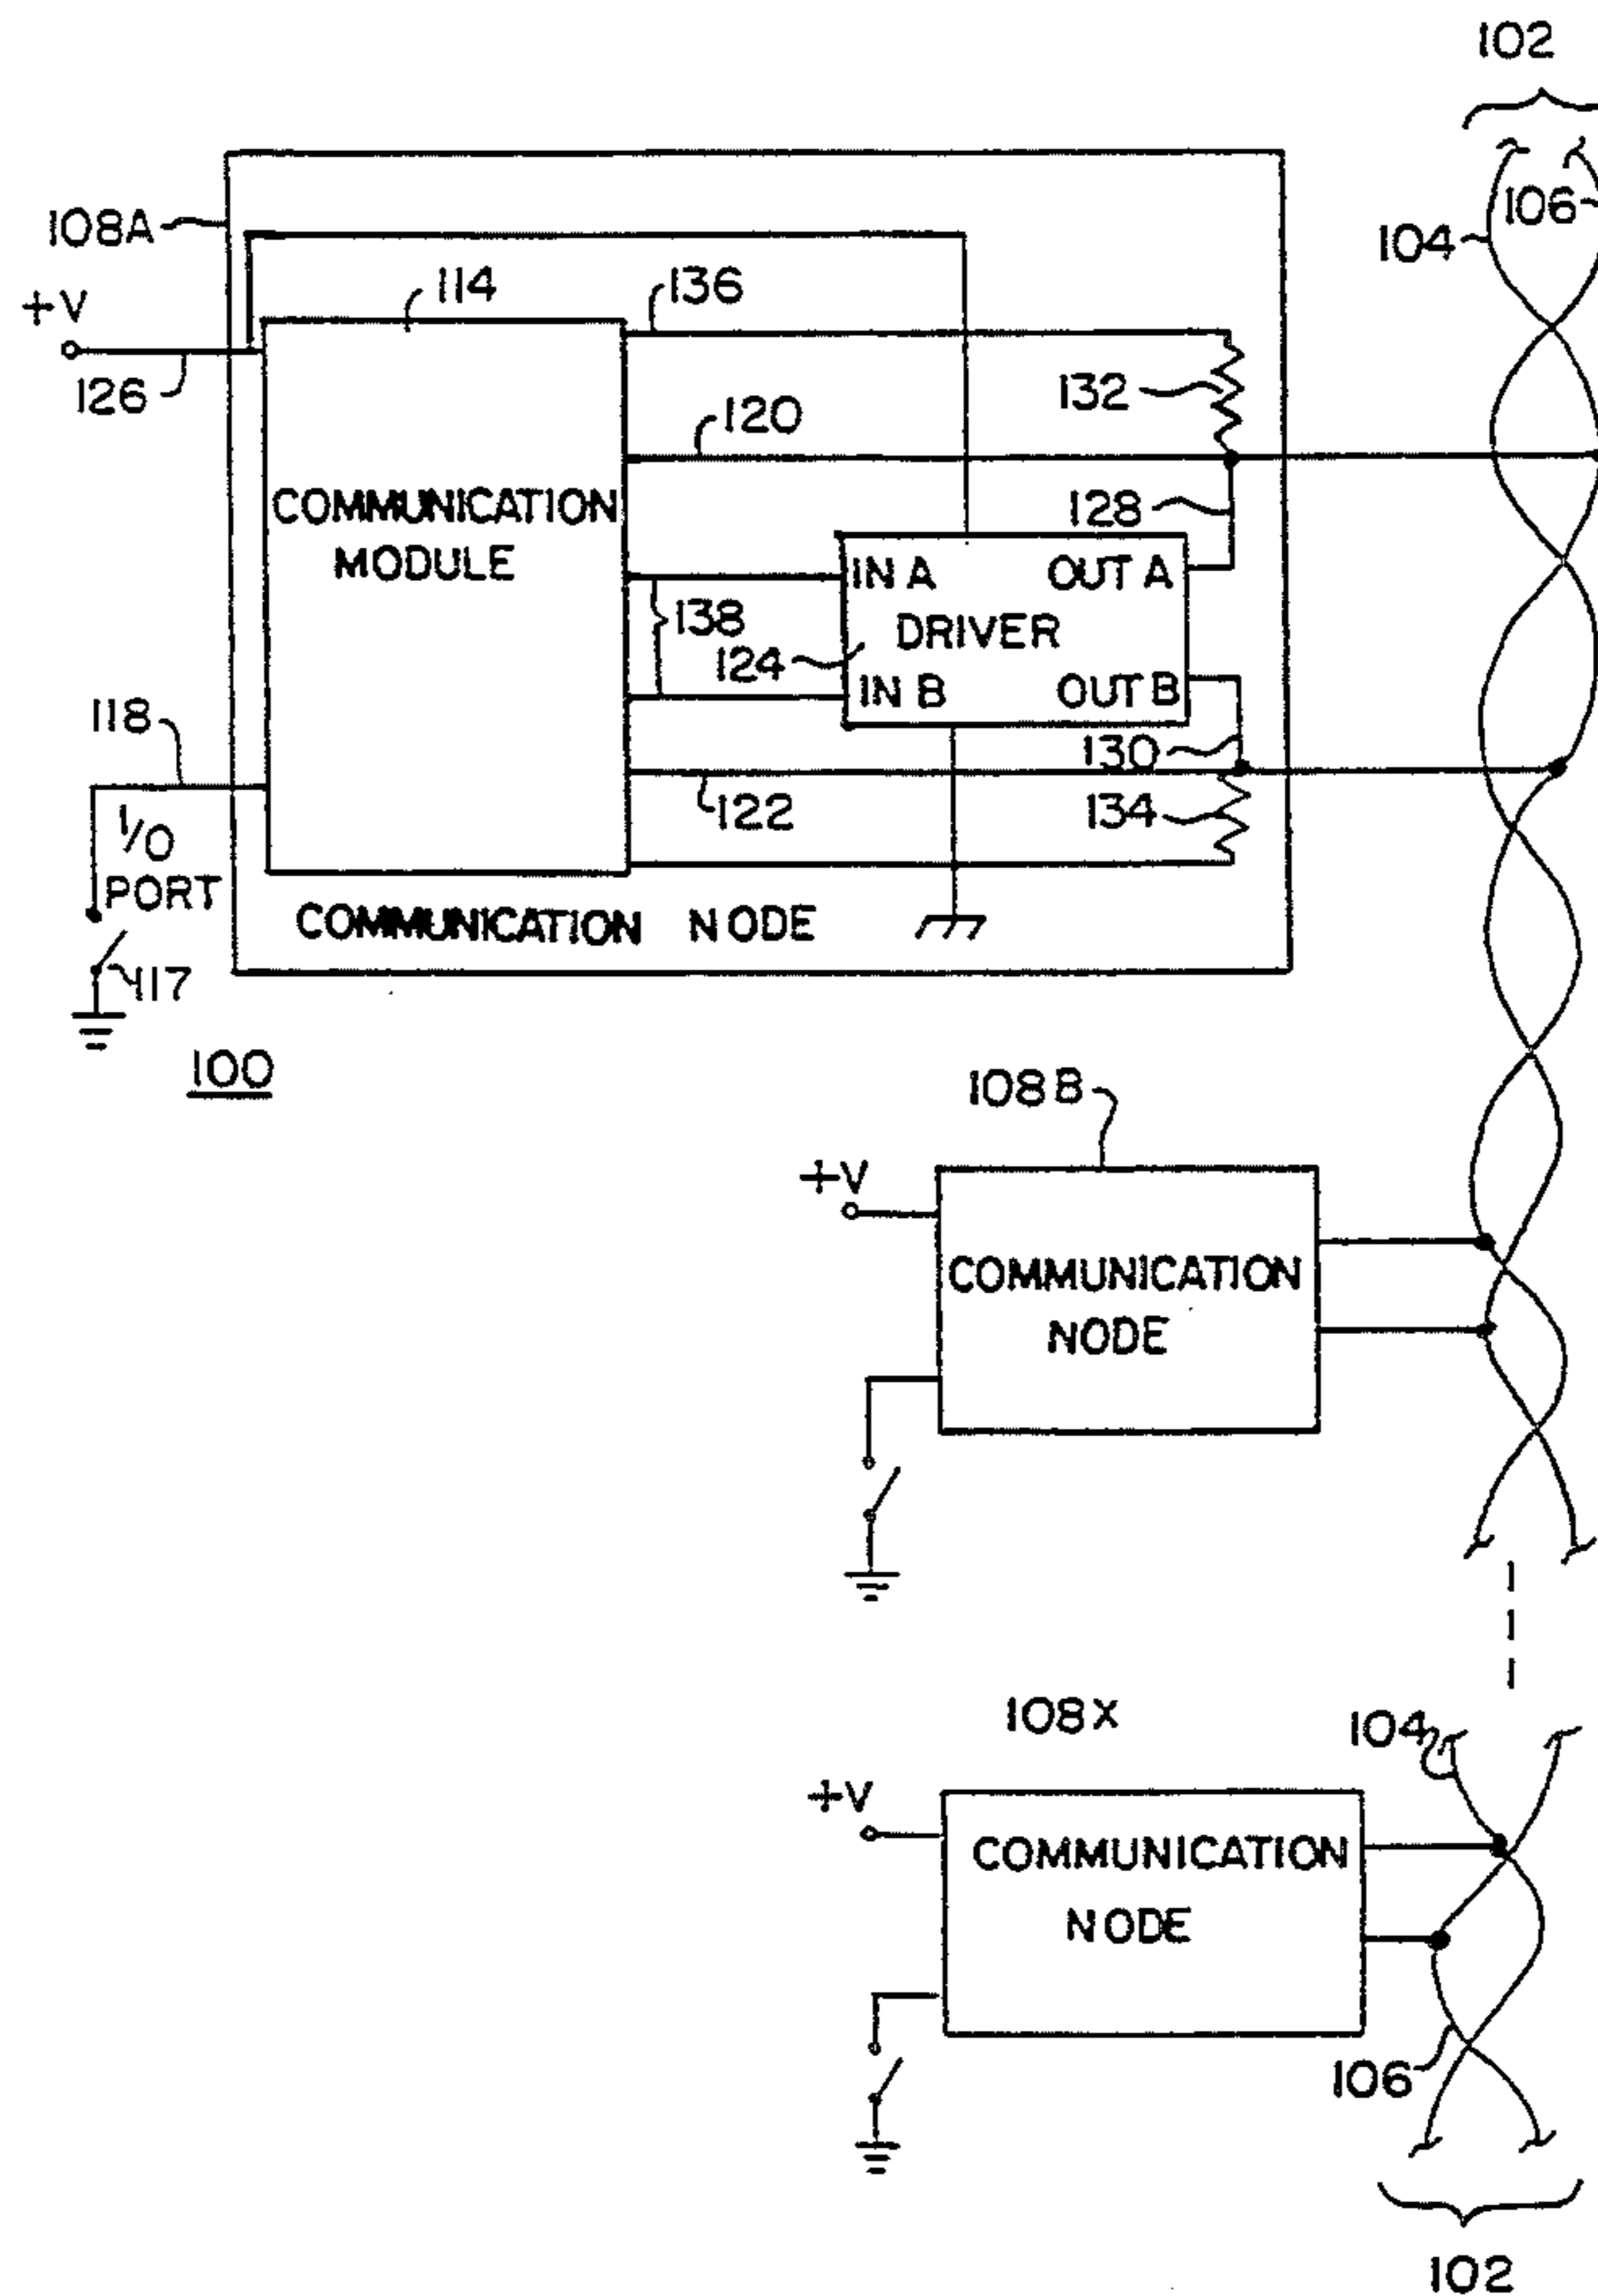 102
108A
104
106
+V
114
136
126
132
120
COMMUNICATION
MODULE
128
IN A
OUT A
138
DRIVER
124
IN B
OUT B
118
130
122
134
I/O
PORT
COMMUNICATION NODE
117
100
108B
+V
COMMUNICATION
NODE
108X
104
+V
COMMUNICATION
NODE
106
102